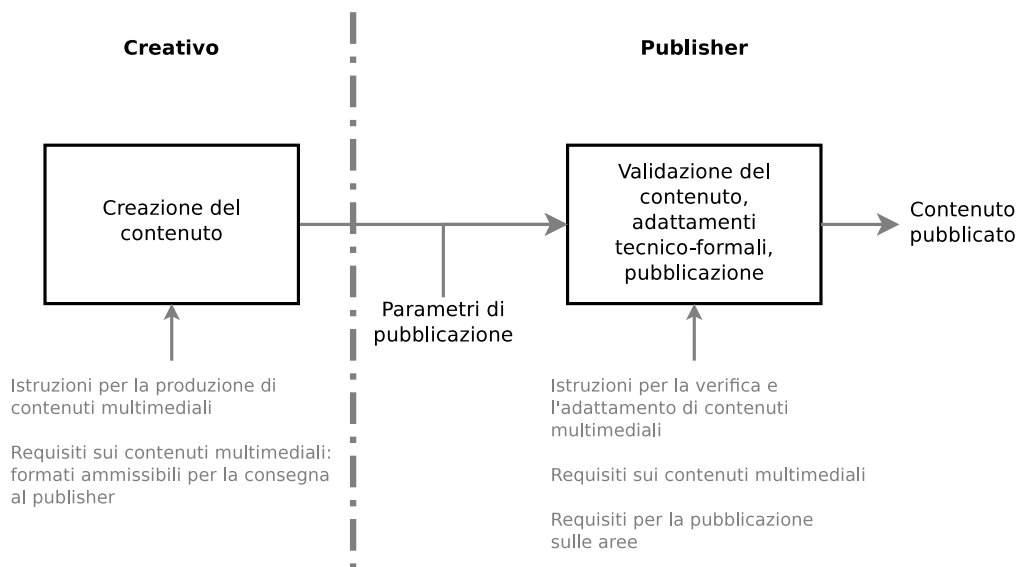 Creativo
Publisher
Creazione del
contenuto
Validazione del
contenuto,
adattamenti
tecnico-formali,
pubblicazione
Contenuto
pubblicato
Parametri di
pubblicazione
Istruzioni per la produzione di
contenuti multimediali
Requisiti sui contenuti multimediali:
formati ammissibili per la consegna
al publisher
Istruzioni per la verifica e
l'adattamento di contenuti
multimediali
Requisiti sui contenuti multimediali
Requisiti per la pubblicazione
sulle aree